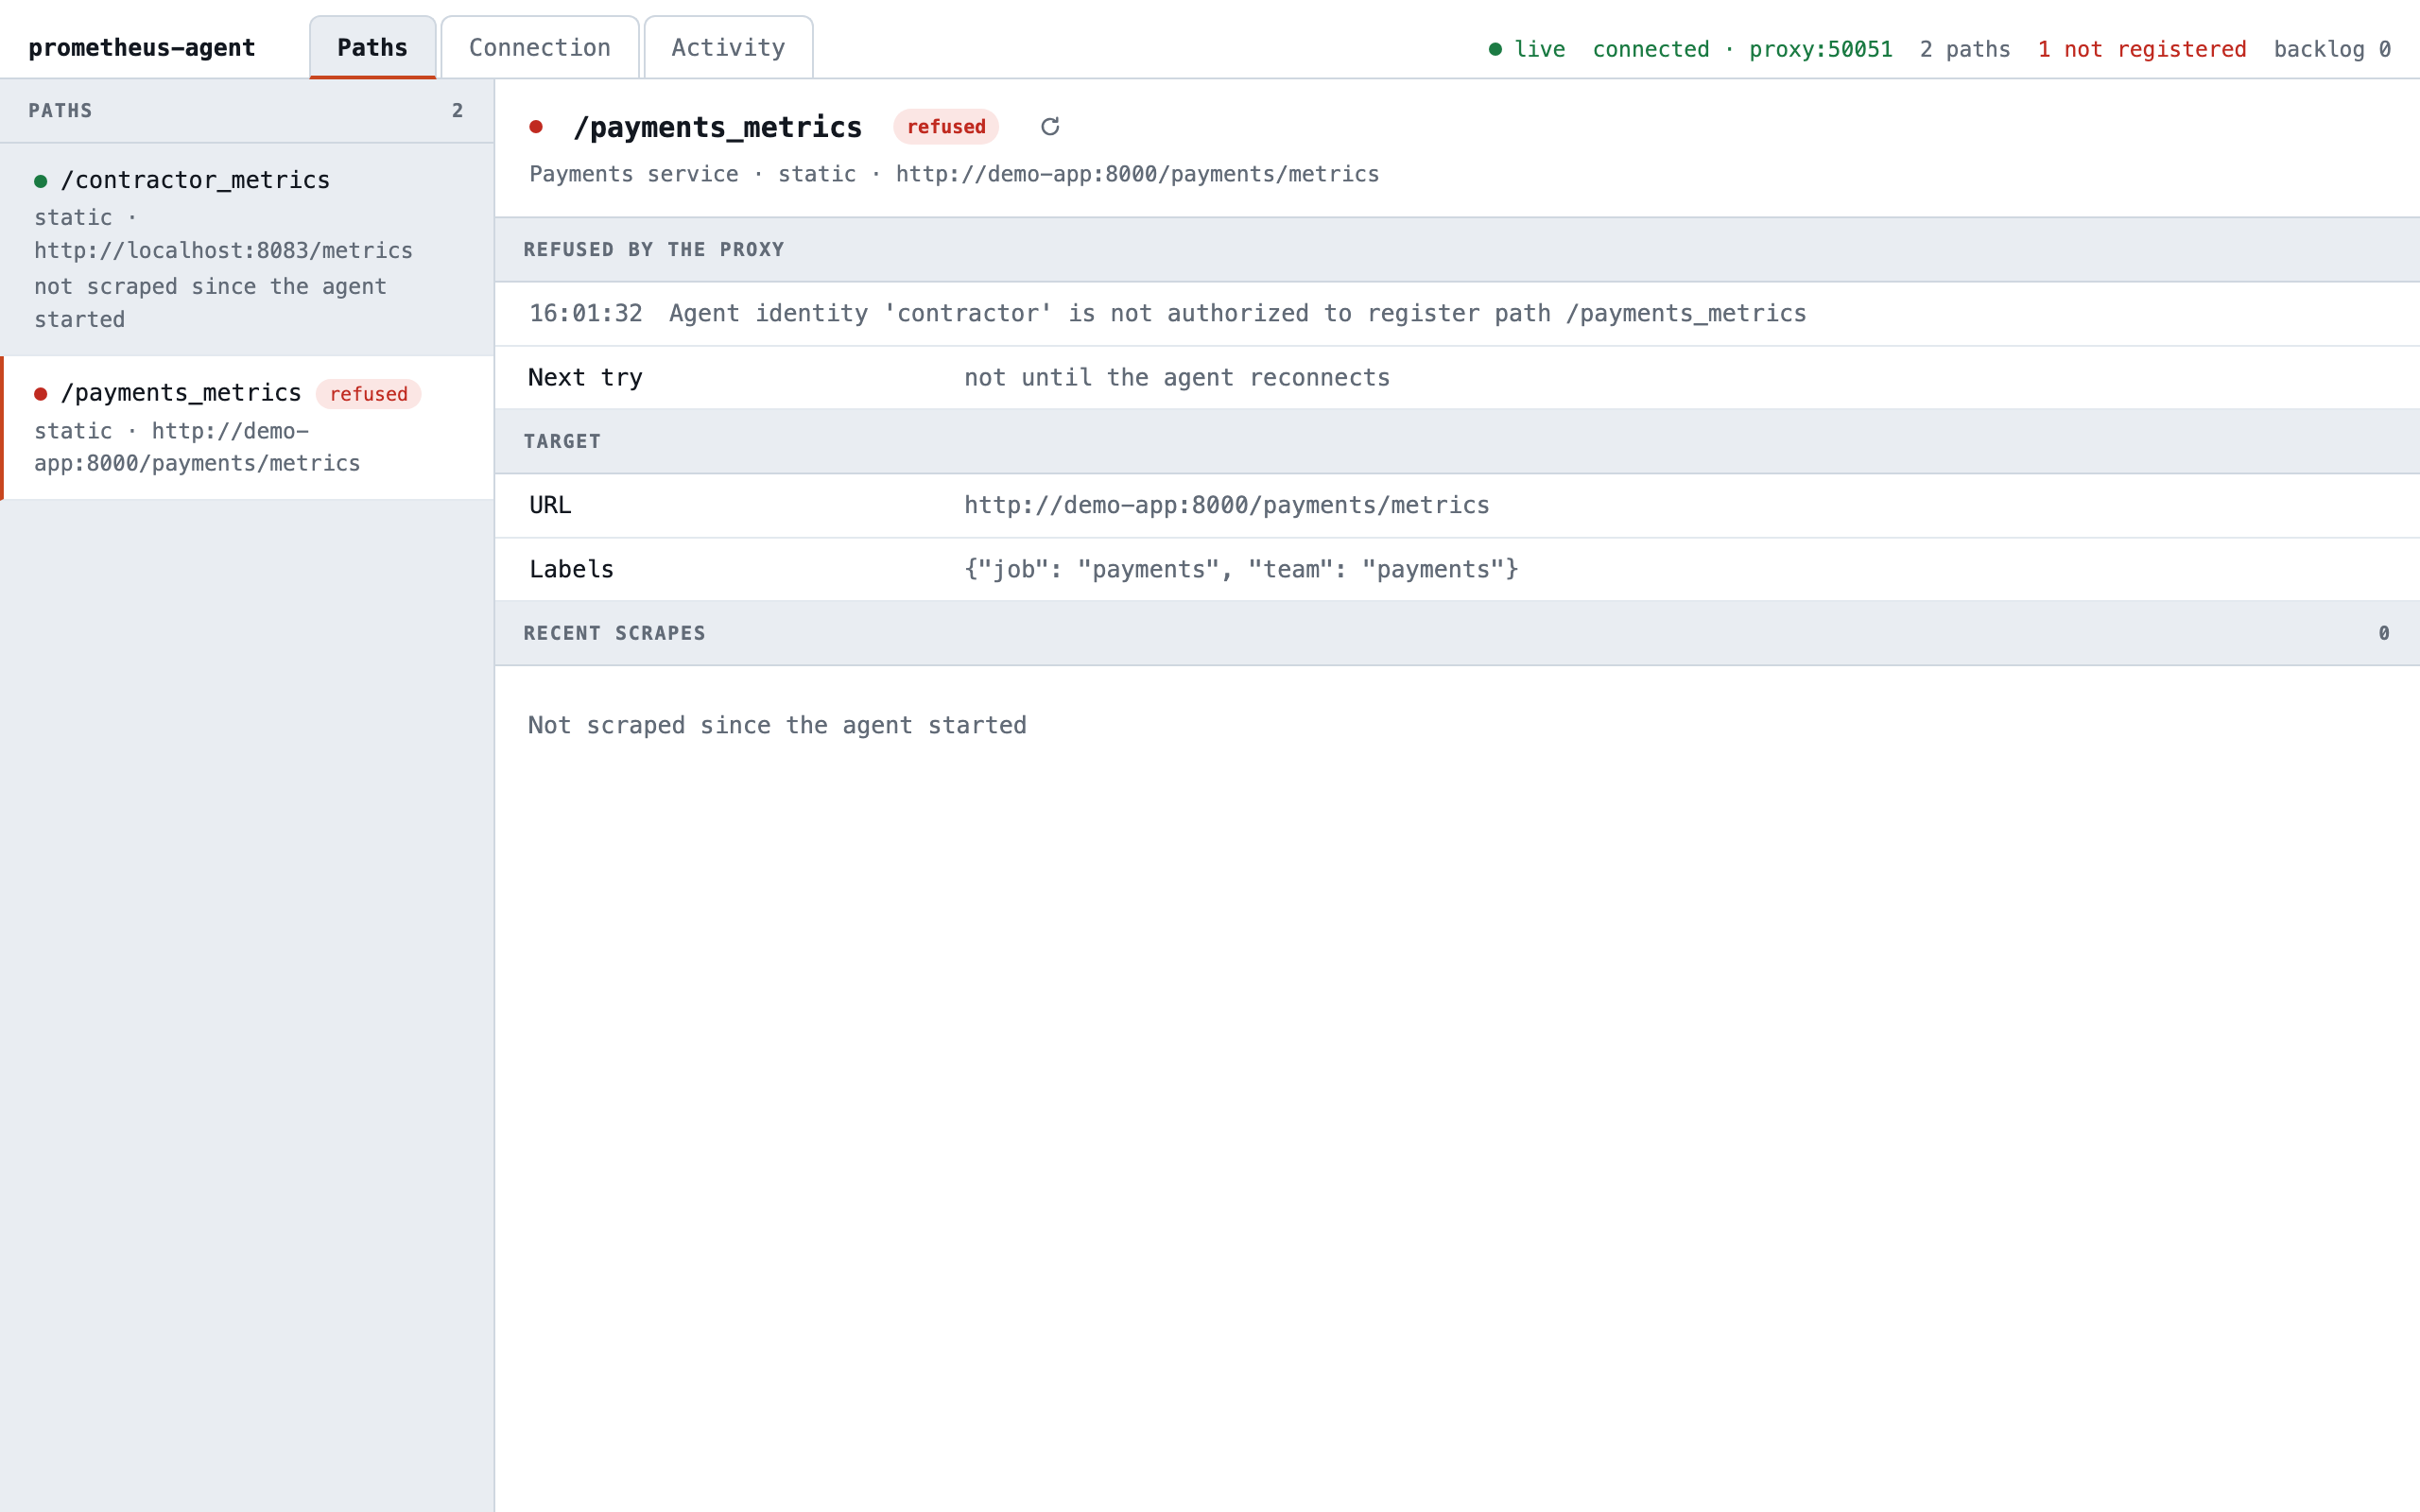 prometheus-agent
Paths
Connection
Activity
live connected · proxy:50051 2 paths 1 not registered backlog 0
PATHS 2
/contractor_metrics
static ·
http://localhost:8083/metrics
not scraped since the agent
started
/payments_metrics refused
static · http://demo-
app:8000/payments/metrics
/payments_metrics refused
Payments service · static · http://demo-app:8000/payments/metrics
REFUSED BY THE PROXY
16:01:32 Agent identity 'contractor' is not authorized to register path /payments_metrics
Next try not until the agent reconnects
TARGET
URL http://demo-app:8000/payments/metrics
Labels {"job": "payments", "team": "payments"}
RECENT SCRAPES 0
Not scraped since the agent started